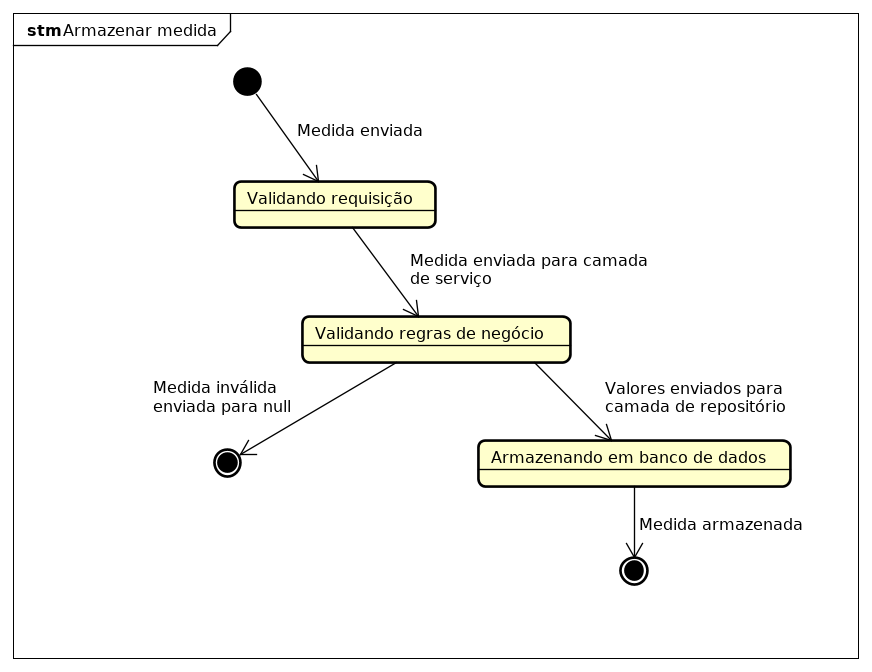 stm Armazenar medida
Medida enviada
Validando requisição
Medida enviada para camada
de serviço
Validando regras de negócio
Medida inválida
enviada para null
Valores enviados para
camada de repositório
Armazenando em banco de dados
Medida armazenada